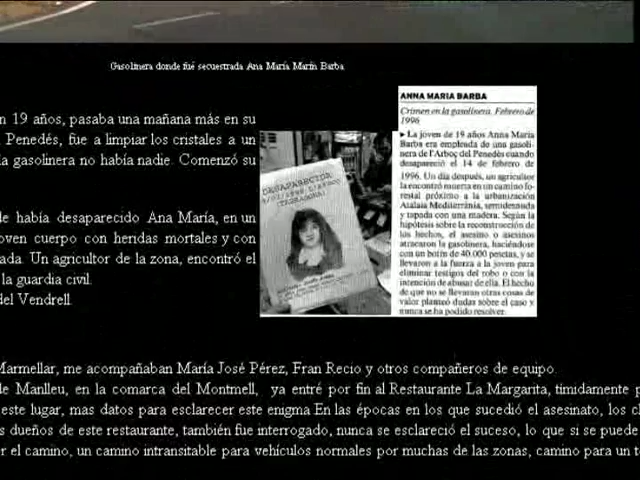 Gasolinera donde fué secuestrada Ana María Marín Barba
n 19 años, pasaba una mañana más en su
Penedés, fue a limpiar los cristales a un
la gasolinera no había nadie. Comenzó su
de había desaparecido Ana María, en un
oven cuerpo con heridas mortales y con
ada. Un agricultor de la zona, encontró el
la guardia civil.
del Vendrell.
DESAPARECIDA
ANNA MARIA BARBA
Crimen en la gasolinera. Febrero de
1996
▸ La joven de 19 años Anna Maria
Barba era empleada de una gasoli-
nera de l'Arboç del Penedès cuando
desapareció el 14 de febrero de
1996. Un día después, un agricultor
la encontró muerta en un camino fo-
restal próximo a la urbanización
Atalaia Mediterrània, semidesnuda
y tapada con una madera. Según la
hipótesis sobre la reconstrucción de
los hechos, el asesino o asesinos
atracaron la gasolinera, haciéndose
con un botín de 40.000 pesetas, y se
llevaron a la fuerza a la joven para
eliminar testigos del robo o con la
intención de abusar de ella. El hecho
de que no se llevaran otras cosas de
valor planteó dudas sobre el caso y
nunca se ha podido resolver.
Marmellar, me acompañaban María José Pérez, Fran Recio y otros compañeros de equipo.
de Manlleu, en la comarca del Montmell, ya entré por fin al Restaurante La Margarita, timidamente p
este lugar, mas datos para esclarecer este enigma En las épocas en los que sucedió el asesinato, los c
s dueños de este restaurante, también fue interrogado, nunca se esclareció el suceso, lo que si se puede
er el camino, un camino intransitable para vehículos normales por muchas de las zonas, camino para un t